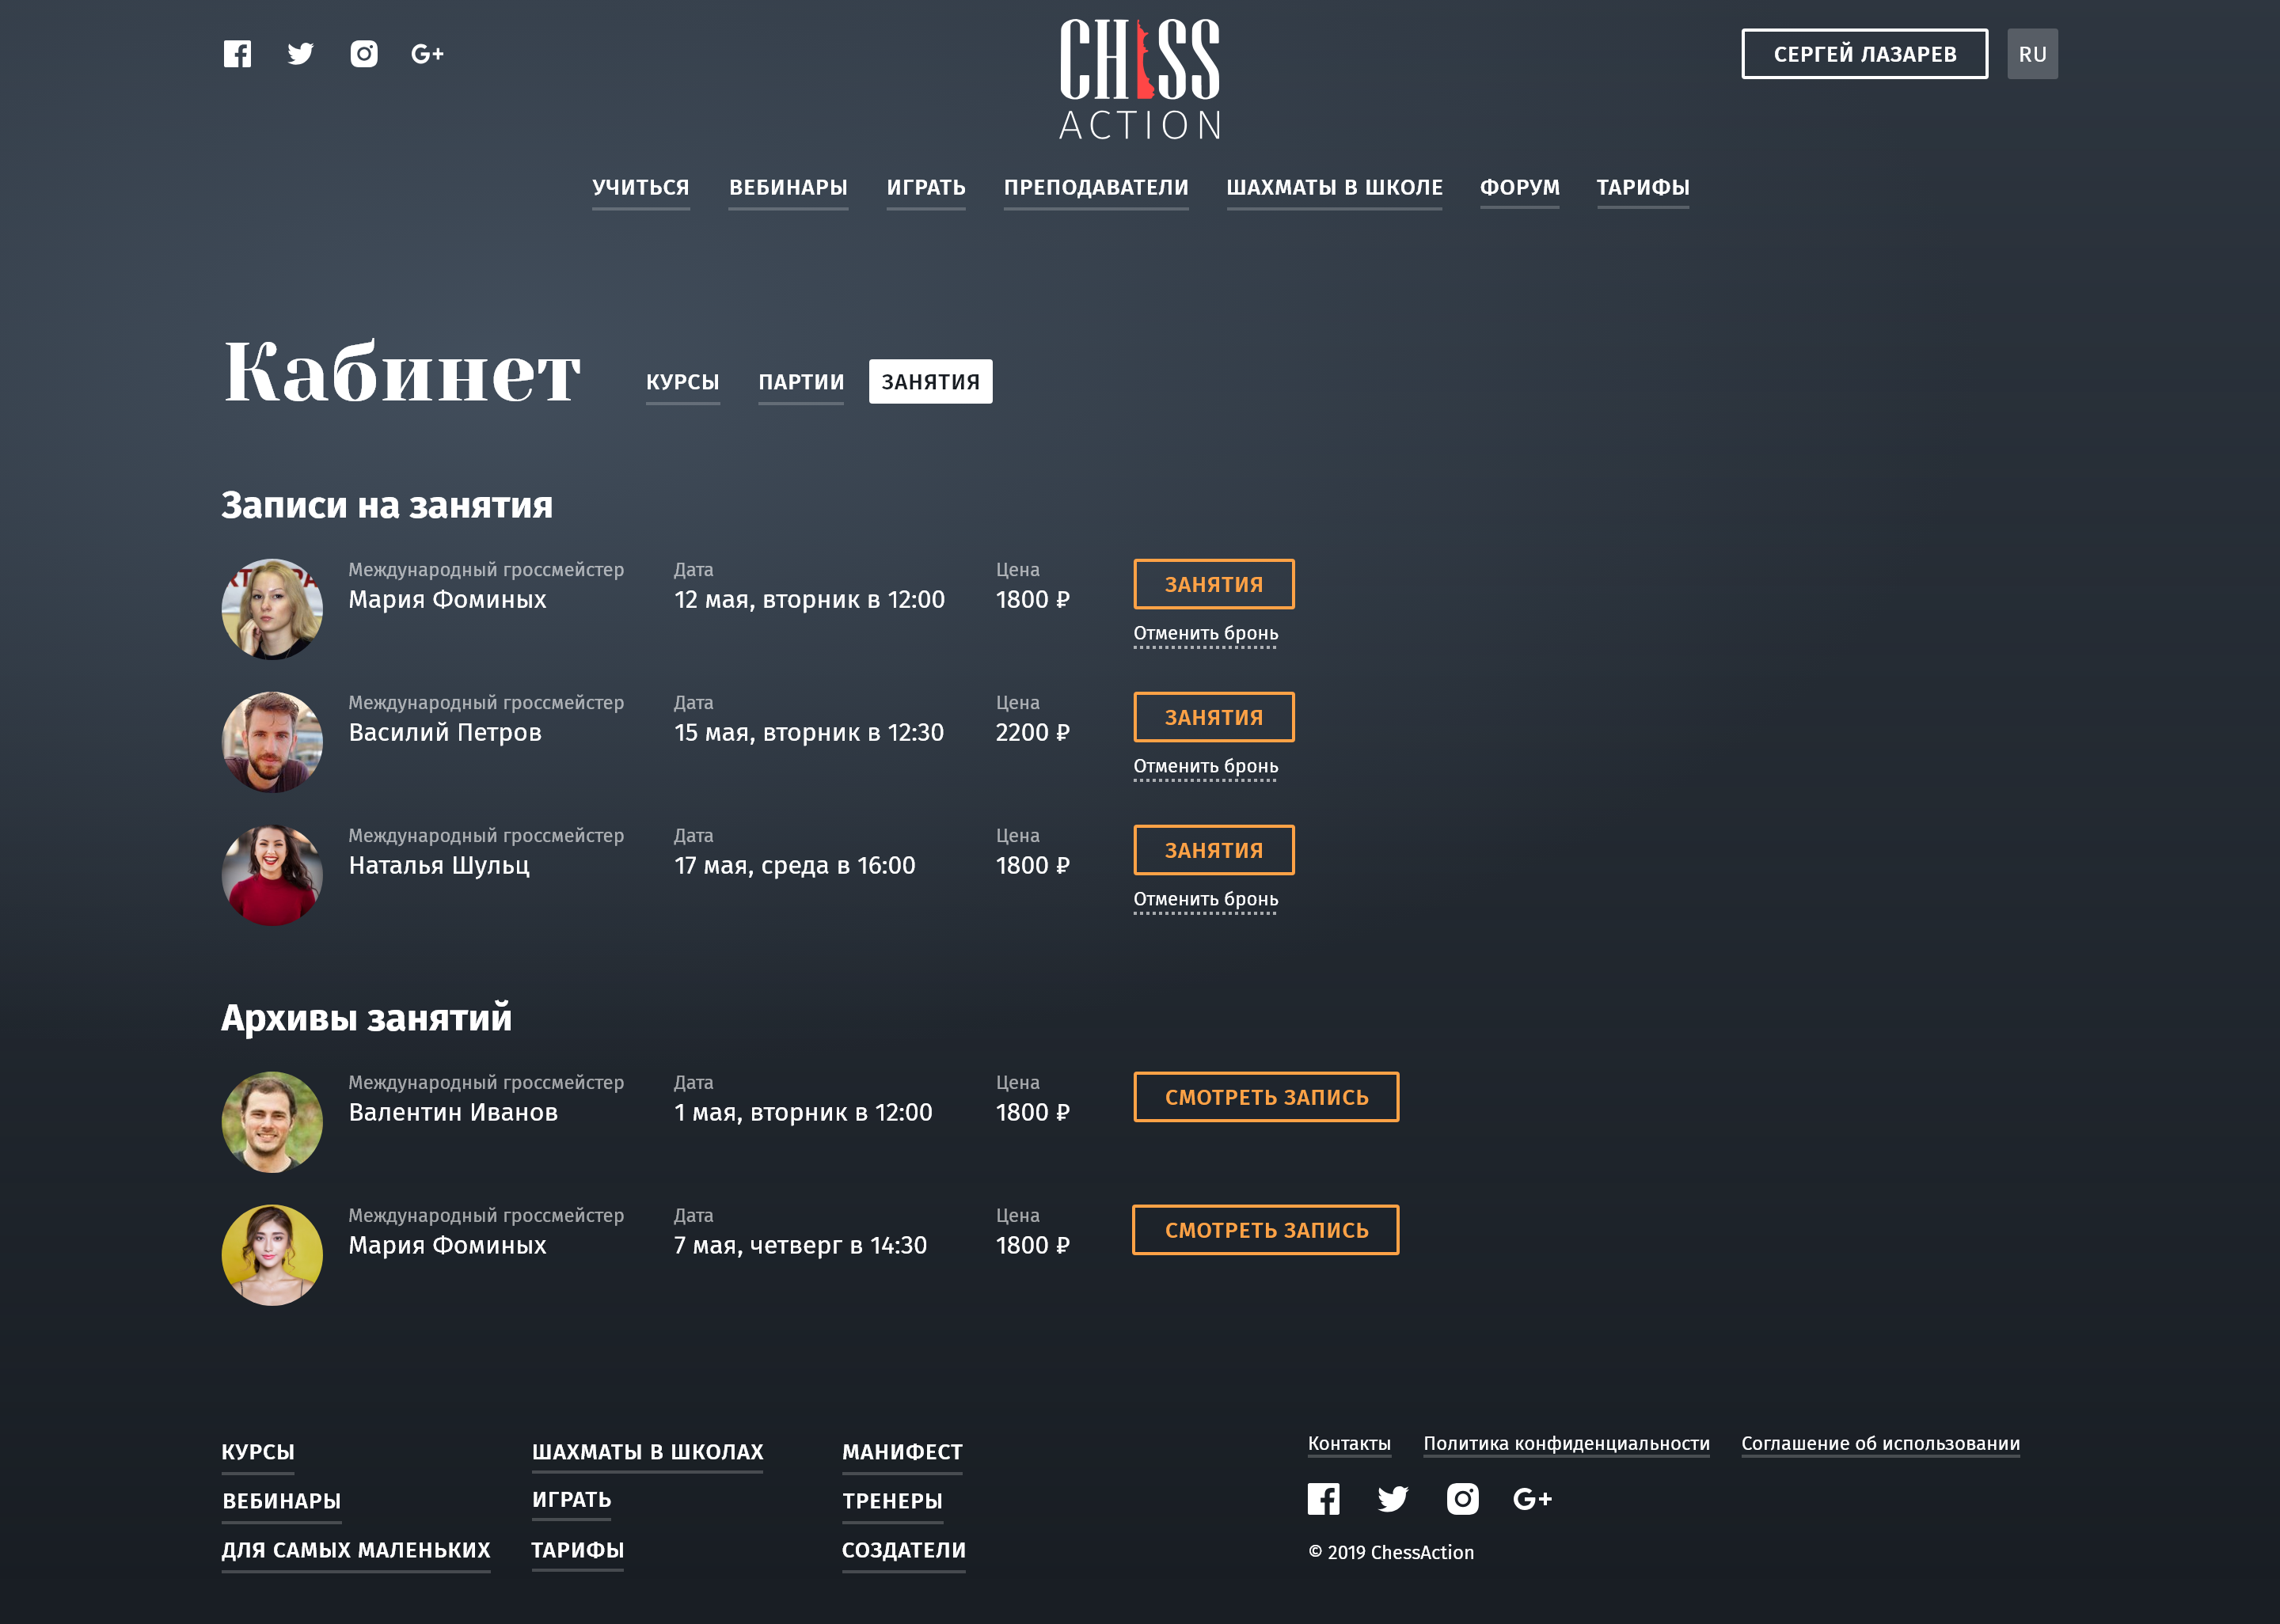 CHESS
ACTION
СЕРГЕЙ ЛАЗАРЕВ
RU
УЧИТЬСЯ ВЕБИНАРЫ ИГРАТЬ ПРЕПОДАВАТЕЛИ ШАХМАТЫ В ШКОЛЕ ФОРУМ ТАРИФЫ
Кабинет КУРСЫ ПАРТИИ ЗАНЯТИЯ
Записи на занятия
Международный гроссмейстер Дата Цена
Мария Фоминых 12 мая, вторник в 12:00 1800 ₽ ЗАНЯТИЯ
Отменить бронь
Международный гроссмейстер Дата Цена
Василий Петров 15 мая, вторник в 12:30 2200 ₽ ЗАНЯТИЯ
Отменить бронь
Международный гроссмейстер Дата Цена
Наталья Шульц 17 мая, среда в 16:00 1800 ₽ ЗАНЯТИЯ
Отменить бронь
Архивы занятий
Международный гроссмейстер Дата Цена
Валентин Иванов 1 мая, вторник в 12:00 1800 ₽ СМОТРЕТЬ ЗАПИСЬ
Международный гроссмейстер Дата Цена
Мария Фоминых 7 мая, четверг в 14:30 1800 ₽ СМОТРЕТЬ ЗАПИСЬ
КУРСЫ
ВЕБИНАРЫ
ДЛЯ САМЫХ МАЛЕНЬКИХ
ШАХМАТЫ В ШКОЛАХ
ИГРАТЬ
ТАРИФЫ
МАНИФЕСТ
ТРЕНЕРЫ
СОЗДАТЕЛИ
Контакты Политика конфиденциальности Соглашение об использовании
© 2019 ChessAction